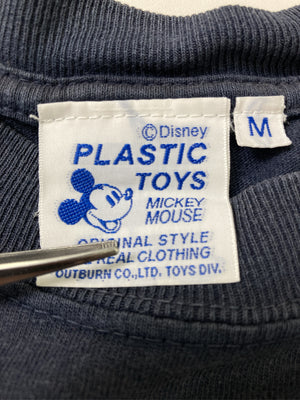 ©Disney
PLASTIC
TOYS
MICKEY
MOUSE
ORIGINAL STYLE
REAL CLOTHING
OUTBURN CO.,LTD. TOYS DIV.
M